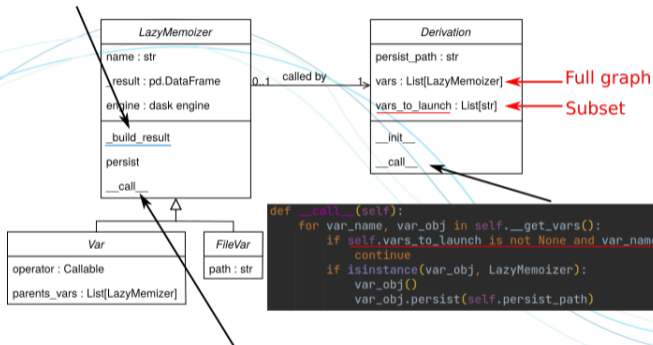 LazyMemoizer
name : str
_result : pd.DataFrame
engine : dask engine
_build_result
persist
__call__
0..1 called by 1
Derivation
persist_path : str
vars : List[LazyMemoizer]
vars_to_launch : List[str]
__init__
__call__
Full graph
Subset
Var
operator : Callable
parents_vars : List[LazyMemizer]
FileVar
path : str
def __call__(self):
for var_name, var_obj in self.__get_vars():
if self.vars_to_launch is not None and var_name
continue
if isinstance(var_obj, LazyMemoizer):
var_obj()
var_obj.persist(self.persist_path)